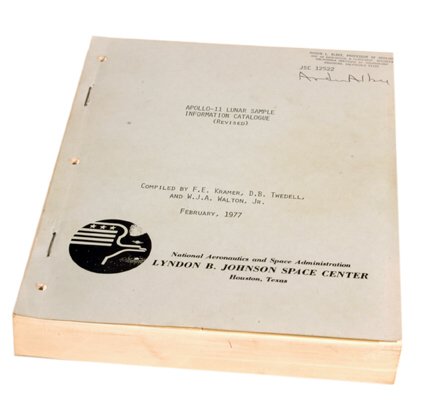 JSC 12522
APOLLO-11 LUNAR SAMPLE
INFORMATION CATALOGUE
(REVISED)
COMPILED BY F.E. KRAMER, D.B. TWEDELL,
AND W.J.A. WALTON, JR.
FEBRUARY, 1977
National Aeronautics and Space Administration
LYNDON B. JOHNSON SPACE CENTER
Houston, Texas